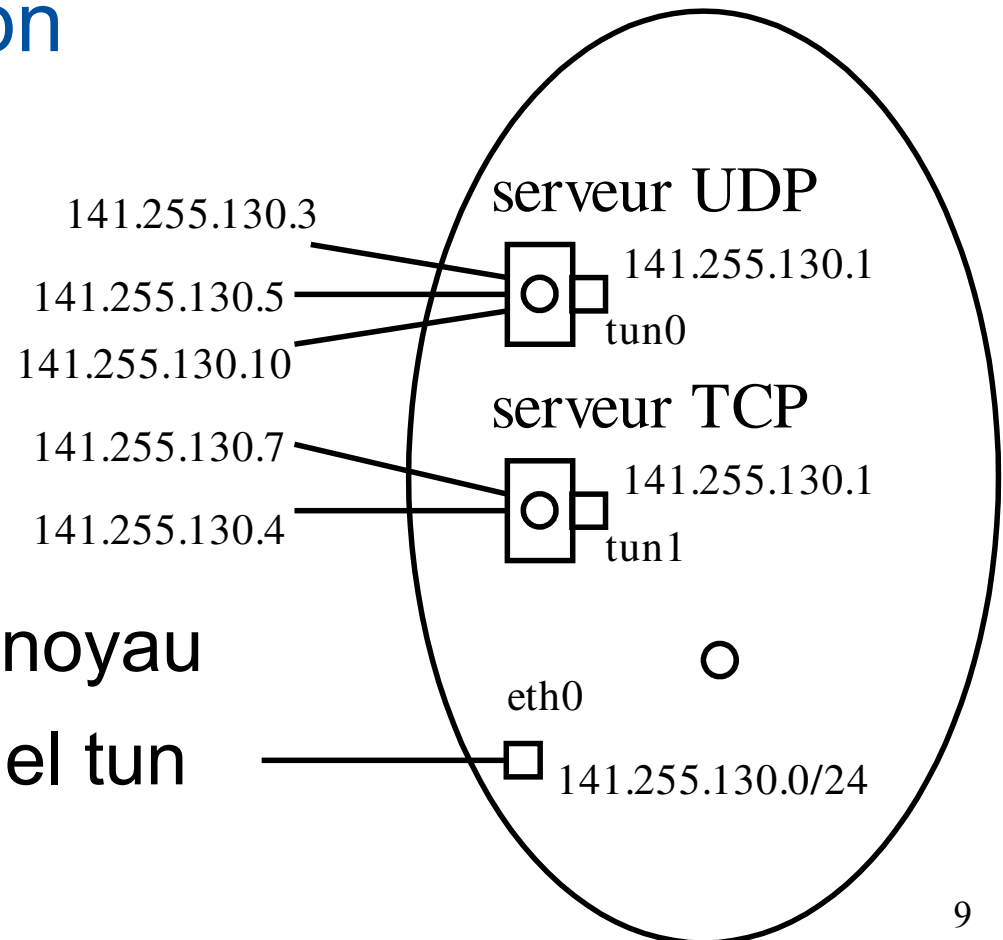 on
serveur UDP
141.255.130.3
141.255.130.1
141.255.130.5
tun0
141.255.130.10
serveur TCP
141.255.130.7
141.255.130.1
141.255.130.4
tun1
noyau
eth0
el tun
141.255.130.0/24
9